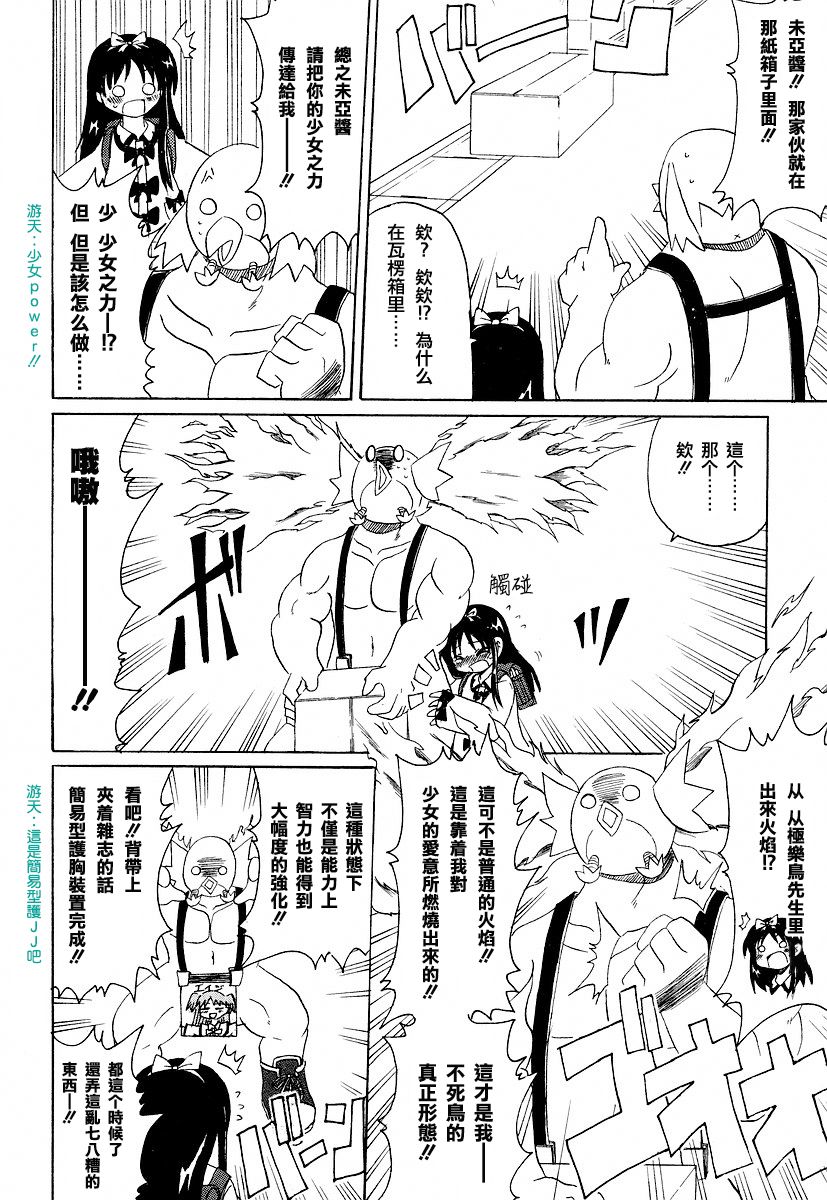 未亞醬!! 那家伙就在
那紙箱子里面!!
バン
欸? 欸欸!? 為什么
在瓦楞箱里……
總之未亞醬
請把你的少女之力
傳達給我——!!
少 少女之力—!?
但 但是該怎么做……
游天:少女power!!
這个……
那个……
欸!!
觸碰
ボッ
哦嗷——!!
从 从極樂鳥先生里
出來火焰!?
這可不是普通的火焰!!
這是靠着我對
少女的愛意所燃燒出來的!!
這才是我——
不死鳥的
真正形態!!
ゴオオ
這種狀態下
不僅是能力上
智力也能得到
大幅度的強化!!
看吧!!背帶上
夾着雜志的話
簡易型護胸裝置完成!!
バーン
都這个時候了
還弄這亂七八糟的
東西—!!
游天:這是簡易型護JJ吧